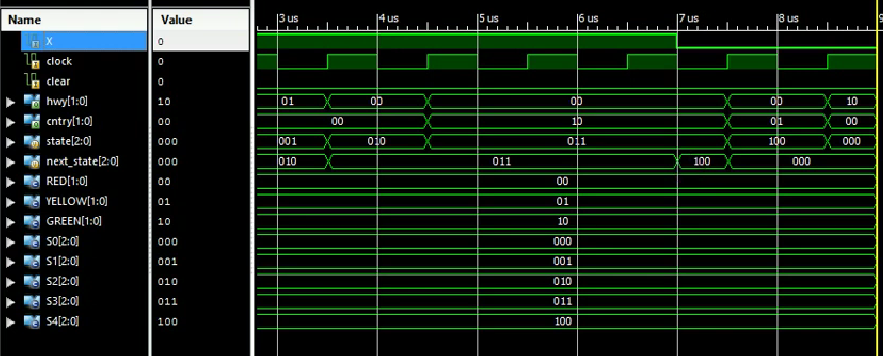 Name Value 3 us 4 us 5 us 6 us 7 us 8 us 9
X 0
clock 0
clear 0
hwy[1:0] 10 01 00 00 00 10
cntry[1:0] 00 00 10 01 00
state[2:0] 000 001 010 011 100 000
next_state[2:0] 000 010 011 100 000
RED[1:0] 00 00
YELLOW[1:0] 01 01
GREEN[1:0] 10 10
S0[2:0] 000 000
S1[2:0] 001 001
S2[2:0] 010 010
S3[2:0] 011 011
S4[2:0] 100 100